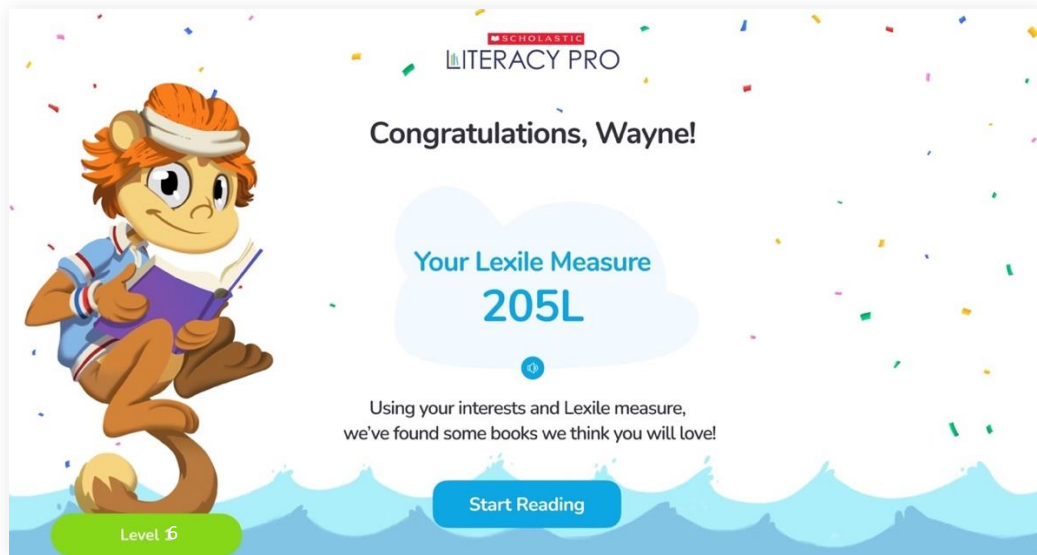 SCHOLASTIC
LITERACY PRO
Congratulations, Wayne!
Your Lexile Measure
205L
Using your interests and Lexile measure,
we've found some books we think you will love!
Start Reading
Level